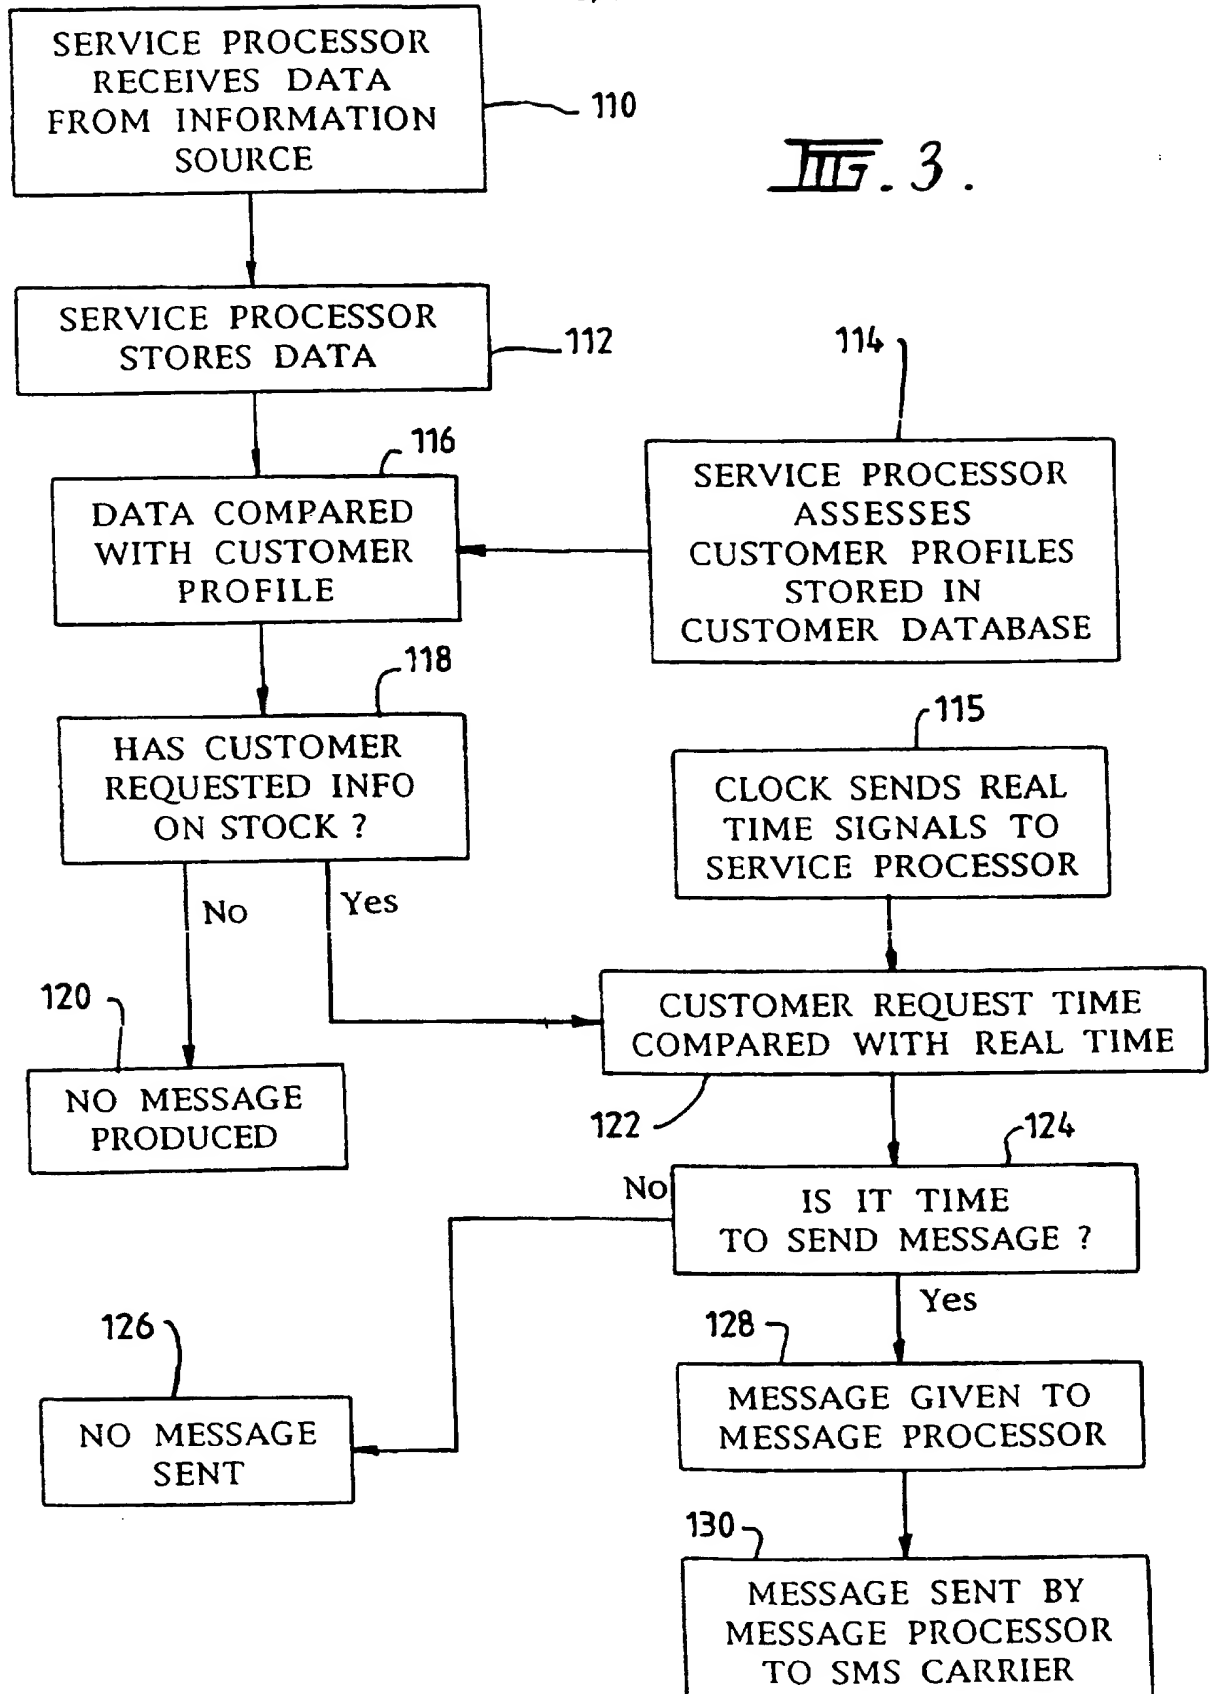 SERVICE PROCESSOR
RECEIVES DATA
FROM INFORMATION
SOURCE
110
FIG. 3.
SERVICE PROCESSOR
STORES DATA
112
114
116
DATA COMPARED
WITH CUSTOMER
PROFILE
SERVICE PROCESSOR
ASSESSES
CUSTOMER PROFILES
STORED IN
CUSTOMER DATABASE
118
HAS CUSTOMER
REQUESTED INFO
ON STOCK ?
115
CLOCK SENDS REAL
TIME SIGNALS TO
SERVICE PROCESSOR
No
Yes
120
NO MESSAGE
PRODUCED
CUSTOMER REQUEST TIME
COMPARED WITH REAL TIME
122
124
No
IS IT TIME
TO SEND MESSAGE ?
Yes
126
NO MESSAGE
SENT
128
MESSAGE GIVEN TO
MESSAGE PROCESSOR
130
MESSAGE SENT BY
MESSAGE PROCESSOR
TO SMS CARRIER